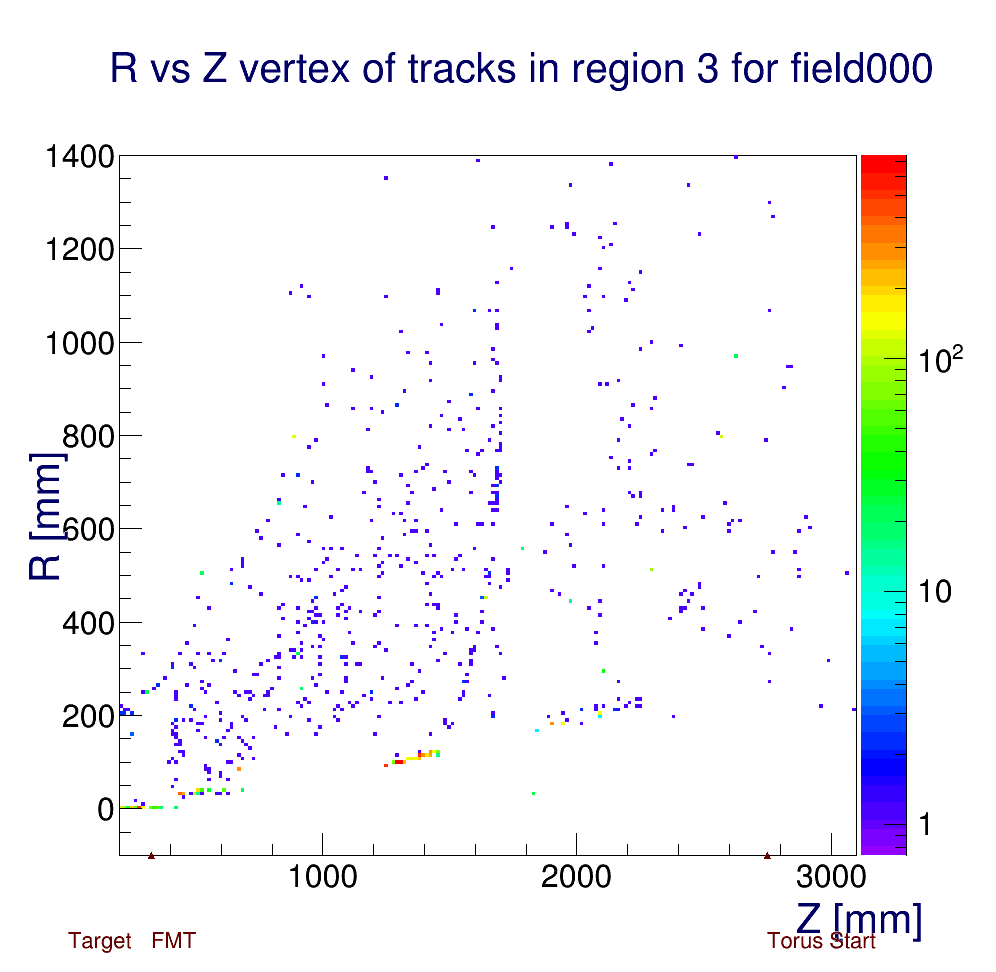 R vs Z vertex of tracks in region 3 for field000
1400
1200
1000
800
600
400
200
0
R [mm]
10²
10
1
1000 2000 3000
Z [mm]
Target FMT Torus Start